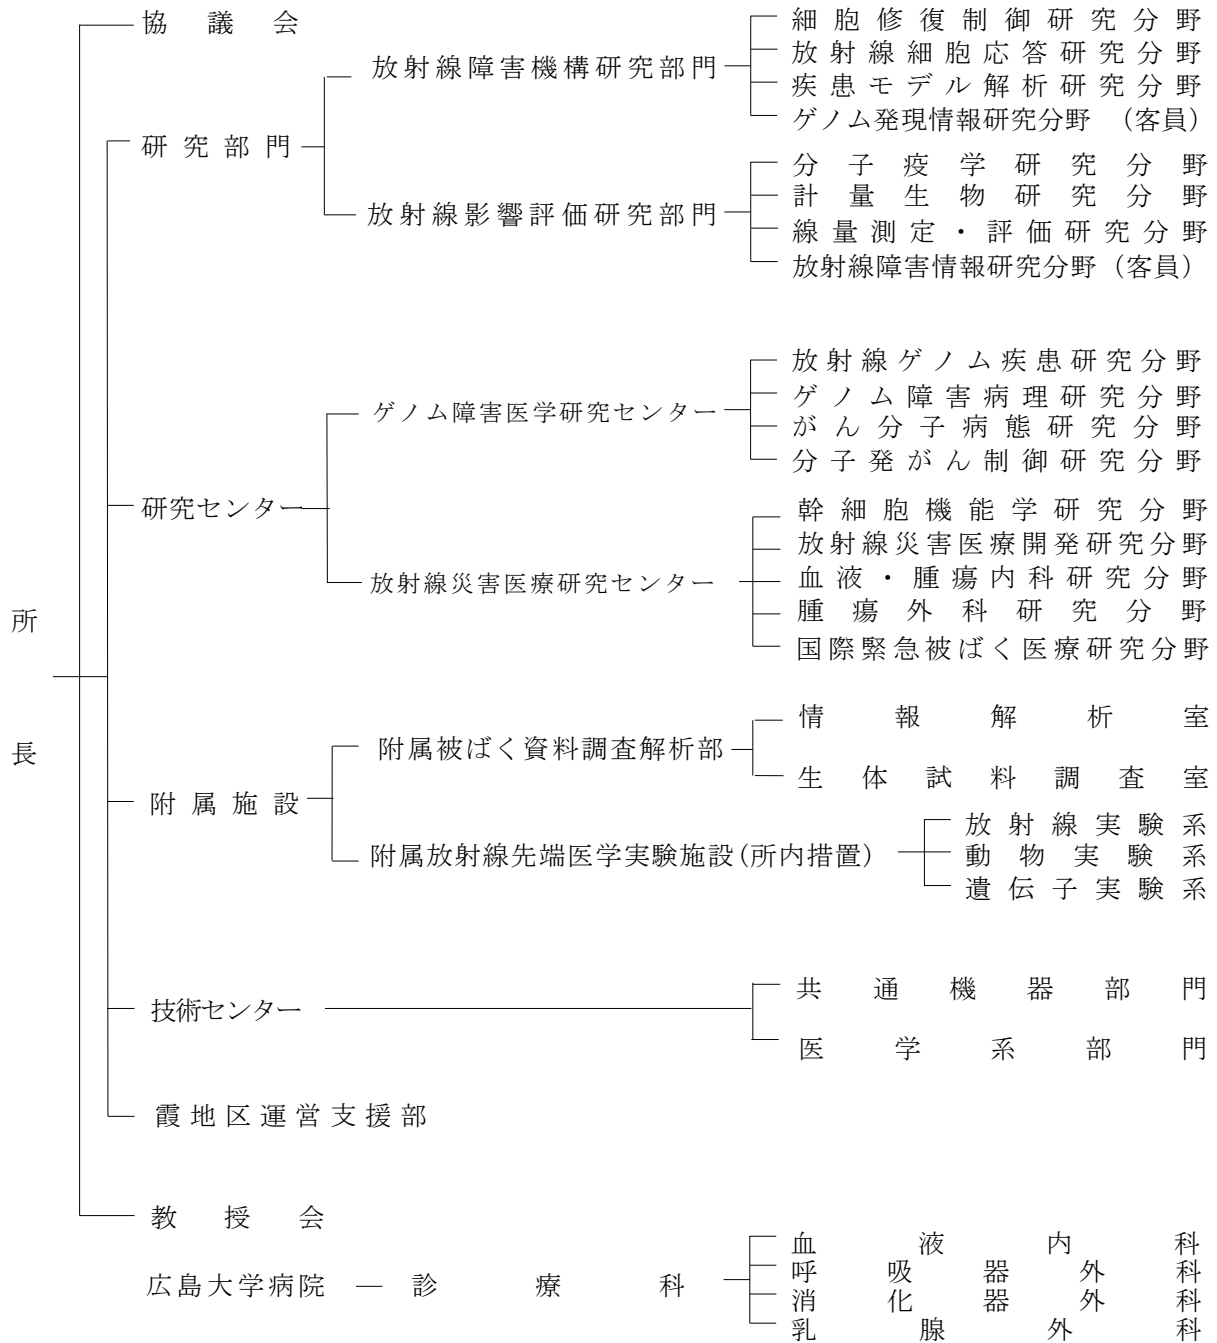 協議会
細胞修復制御研究分野
放射線細胞応答研究分野
放射線障害機構研究部門
疾患モデル解析研究分野
ゲノム発現情報研究分野 （客員）
研究部門
分子疫学研究分野
計量生物研究分野
放射線影響評価研究部門
線量測定・評価研究分野
放射線障害情報研究分野（客員）
放射線ゲノム疾患研究分野
ゲノム障害病理研究分野
ゲノム障害医学研究センター
がん分子病態研究分野
分子発がん制御研究分野
研究センター
幹細胞機能学研究分野
放射線災害医療開発研究分野
放射線災害医療研究センター
血液・腫瘍内科研究分野
腫瘍外科研究分野
国際緊急被ばく医療研究分野
所長
情報解析室
附属被ばく資料調査解析部
生体試料調査室
附属施設
放射線実験系
附属放射線先端医学実験施設(所内措置)
動物実験系
遺伝子実験系
共通機器部門
技術センター
医学系部門
霞地区運営支援部
教授会
血液内科
呼吸器外科
広島大学病院 ― 診療科
消化器外科
乳腺外科